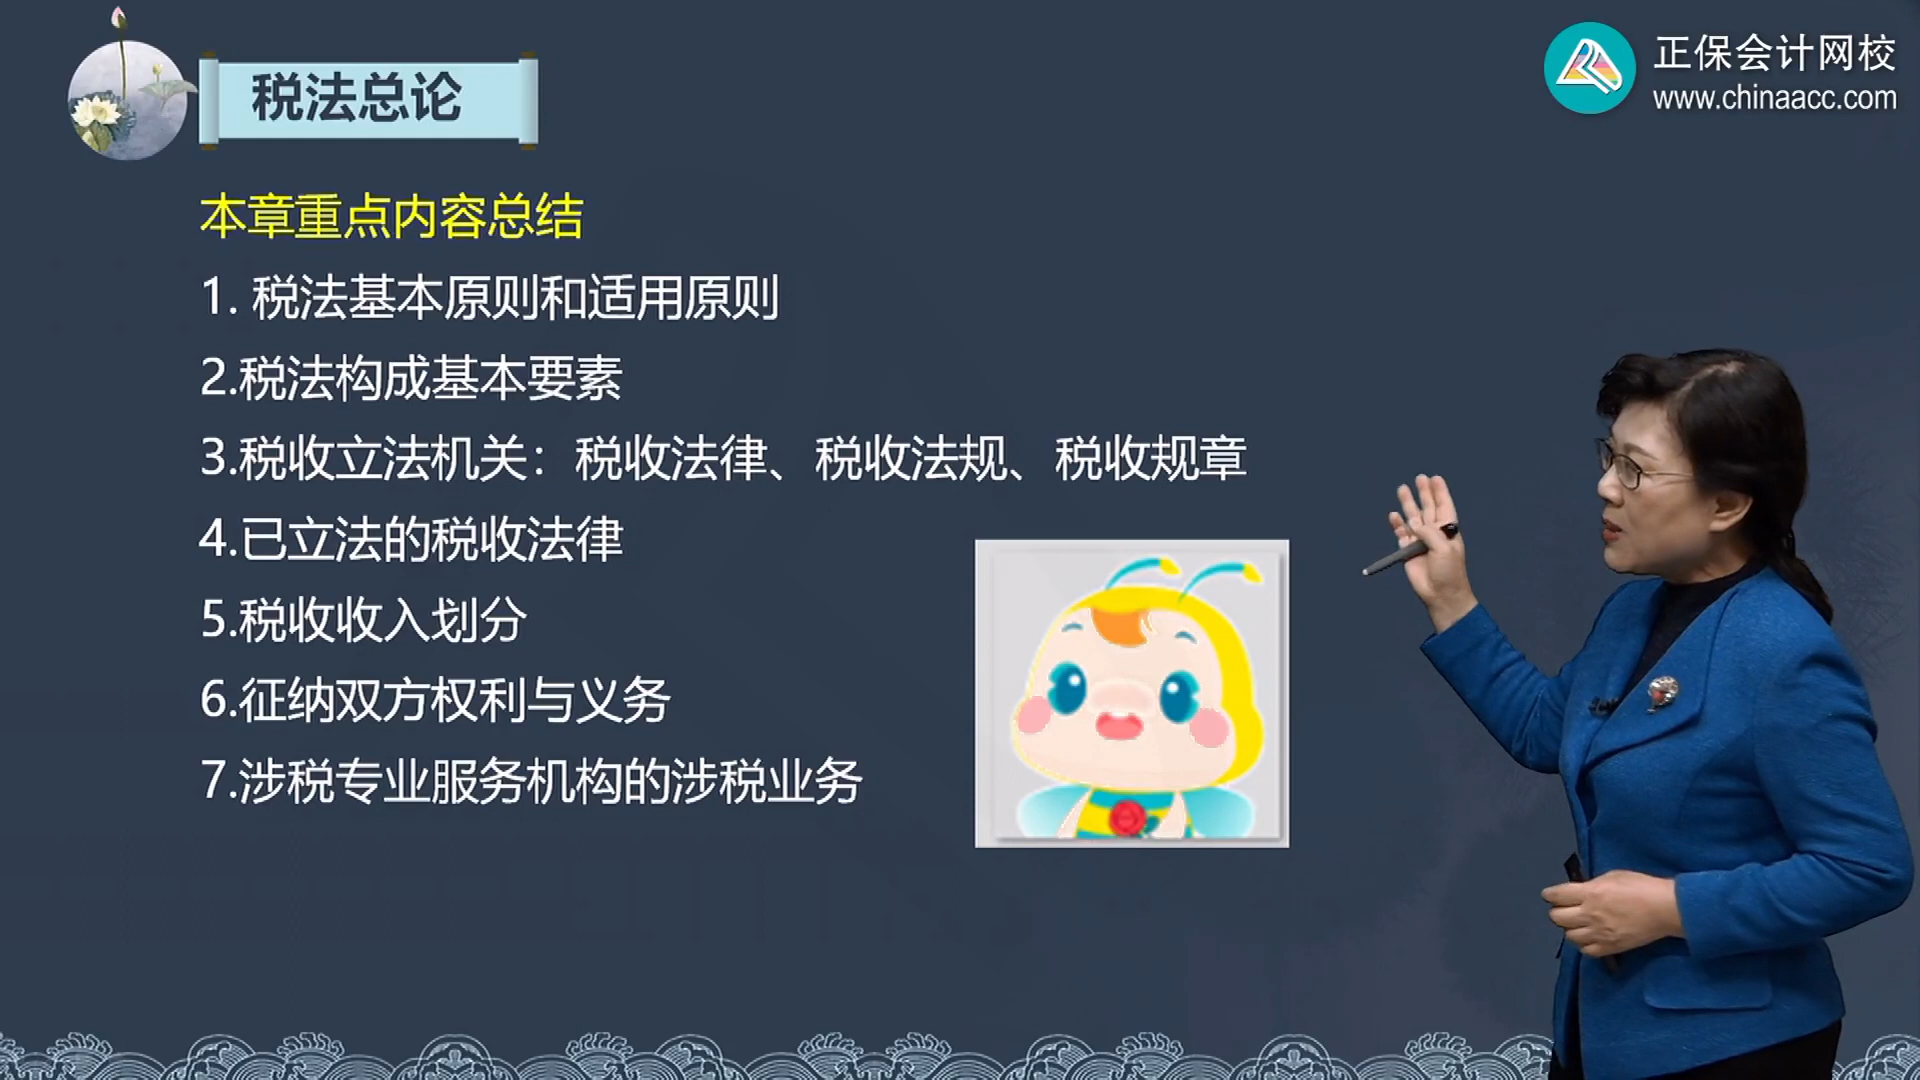 税法总论
正保会计网校
www.chinaacc.com
本章重点内容总结
1. 税法基本原则和适用原则
2.税法构成基本要素
3.税收立法机关：税收法律、税收法规、税收规章
4.已立法的税收法律
5.税收收入划分
6.征纳双方权利与义务
7.涉税专业服务机构的涉税业务